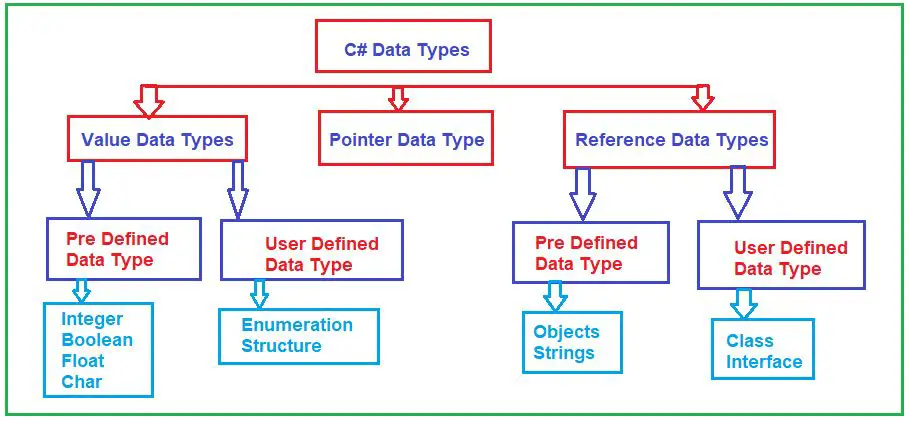 C# Data Types
Value Data Types
Pointer Data Type
Reference Data Types
Pre Defined
Data Type
User Defined
Data Type
Pre Defined
Data Type
User Defined
Data Type
Integer
Boolean
Float
Char
Enumeration
Structure
Objects
Strings
Class
Interface